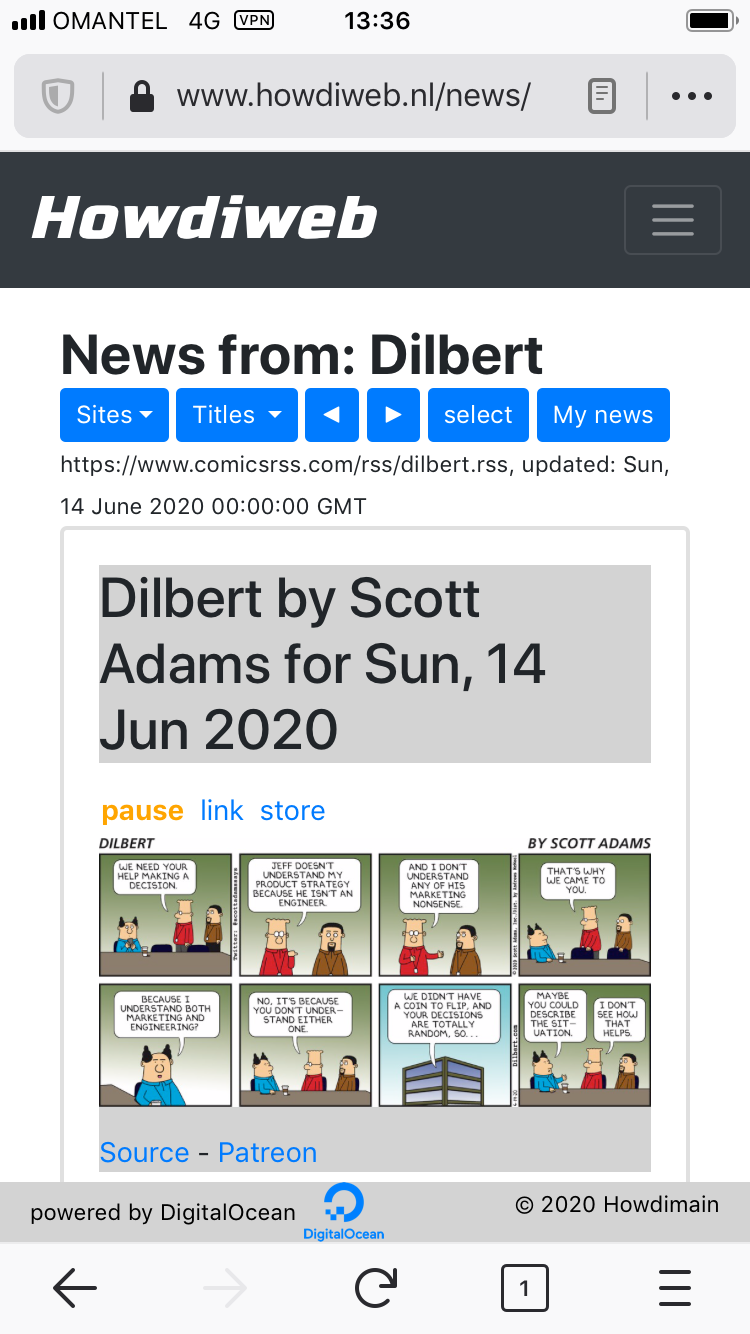 OMANTEL 4G VPN 13:36
www.howdiweb.nl/news/
Howdiweb
News from: Dilbert
Sites Titles ◀ ▶ select My news
https://www.comicsrss.com/rss/dilbert.rss, updated: Sun,
14 June 2020 00:00:00 GMT
Dilbert by Scott
Adams for Sun, 14
Jun 2020
pause link store
DILBERT BY SCOTT ADAMS
WE NEED YOUR
HELP MAKING A
DECISION.
JEFF DOESN'T
UNDERSTAND MY
PRODUCT STRATEGY
BECAUSE HE ISN'T AN
ENGINEER.
AND I DON'T
UNDERSTAND
ANY OF HIS
MARKETING
NONSENSE.
THAT'S WHY
WE CAME TO
YOU.
BECAUSE I
UNDERSTAND BOTH
MARKETING AND
ENGINEERING?
NO, IT'S BECAUSE
YOU DON'T UNDER-
STAND EITHER
ONE.
WE DIDN'T HAVE
A COIN TO FLIP, AND
YOUR DECISIONS
ARE TOTALLY
RANDOM, SO...
Dilbert.com
MAYBE
YOU COULD
DESCRIBE
THE SIT-
UATION.
I DON'T
SEE HOW
THAT
HELPS.
Source - Patreon
powered by DigitalOcean
DigitalOcean
© 2020 Howdimain
1